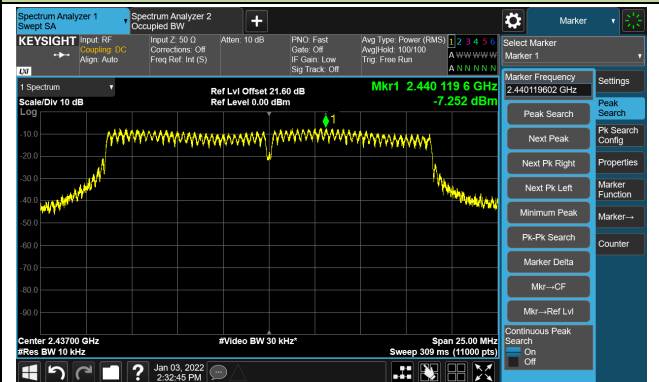 Spectrum Analyzer 1
Swept SA
Spectrum Analyzer 2
Occupied BW
Marker
KEYSIGHT
Input: RF
Coupling: DC
Align: Auto
Input Z: 50 Ω
Corrections: Off
Freq Ref: Int (S)
Atten: 10 dB
PNO: Fast
Gate: Off
IF Gain: Low
Sig Track: Off
Avg Type: Power (RMS)
Avg|Hold: 100/100
Trig: Free Run
1 2 3 4 5 6
A W W W W W
A N N N N N
LXI
Select Marker
Marker 1
1 Spectrum
Scale/Div 10 dB
Log
Ref Lvl Offset 21.60 dB
Ref Level 0.00 dBm
Mkr1 2.440 119 6 GHz
-7.252 dBm
1
-10.0
-20.0
-30.0
-40.0
-50.0
-60.0
-70.0
-80.0
-90.0
Center 2.43700 GHz
#Res BW 10 kHz
#Video BW 30 kHz*
Span 25.00 MHz
Sweep 309 ms (11000 pts)
Marker Frequency
2.440119602 GHz
Peak Search
Next Peak
Next Pk Right
Next Pk Left
Minimum Peak
Pk-Pk Search
Marker Delta
Mkr→CF
Mkr→Ref Lvl
Continuous Peak
Search
On
Off
Settings
Peak
Search
Pk Search
Config
Properties
Marker
Function
Marker→
Counter
Jan 03, 2022
2:32:45 PM